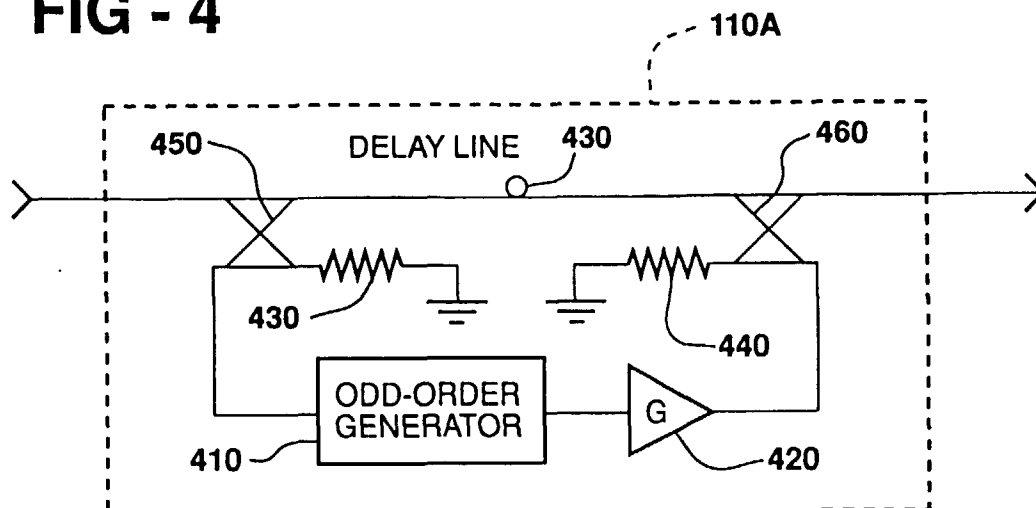 FIG - 4
110A
450
DELAY LINE
430
460
430
440
ODD-ORDER
GENERATOR
G
410
420